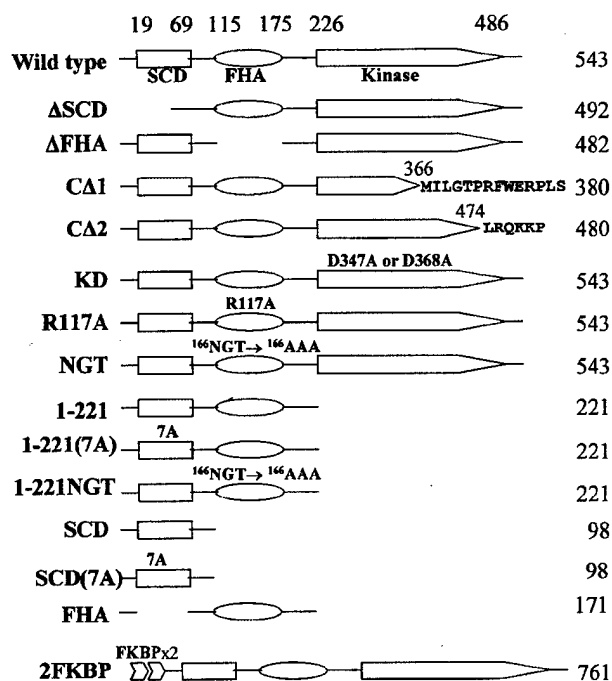 19 69 115 175 226 486
Wild type SCD FHA Kinase 543
ΔSCD 492
ΔFHA 482
CΔ1 366 MILGTPRFWERPLS 380
CΔ2 474 LRQKKP 480
KD D347A or D368A 543
R117A R117A 543
NGT ¹⁶⁶NGT→ ¹⁶⁶AAA 543
1-221 221
1-221(7A) 7A 221
1-221NGT ¹⁶⁶NGT→ ¹⁶⁶AAA 221
SCD 98
SCD(7A) 7A 98
FHA 171
2FKBP FKBPx2 761